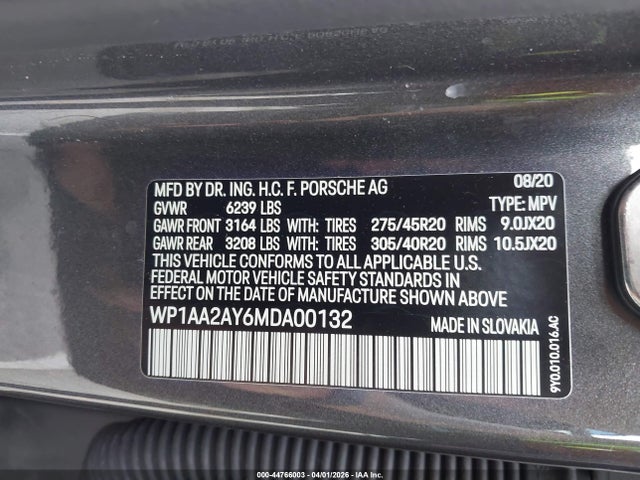 MFD BY DR. ING. H.C. F. PORSCHE AG 08/20
GVWR 6239 LBS TYPE: MPV
GAWR FRONT 3164 LBS WITH: TIRES 275/45R20 RIMS 9.0JX20
GAWR REAR 3208 LBS WITH: TIRES 305/40R20 RIMS 10.5JX20
THIS VEHICLE CONFORMS TO ALL APPLICABLE U.S.
FEDERAL MOTOR VEHICLE SAFETY STANDARDS IN
EFFECT ON THE DATE OF MANUFACTURE SHOWN ABOVE
WP1AA2AY6MDA00132 MADE IN SLOVAKIA
9Y0.010.016.AC
000-44766003 - 04/01/2026 - IAA Inc.